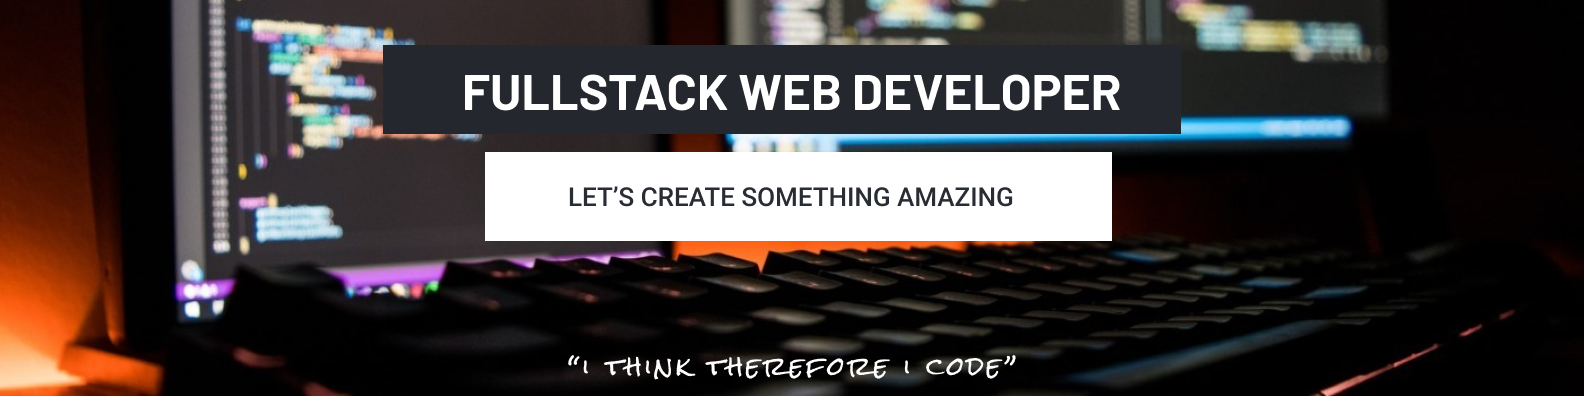 FULLSTACK WEB DEVELOPER
LET’S CREATE SOMETHING AMAZING
“I THINK THEREFORE I CODE”